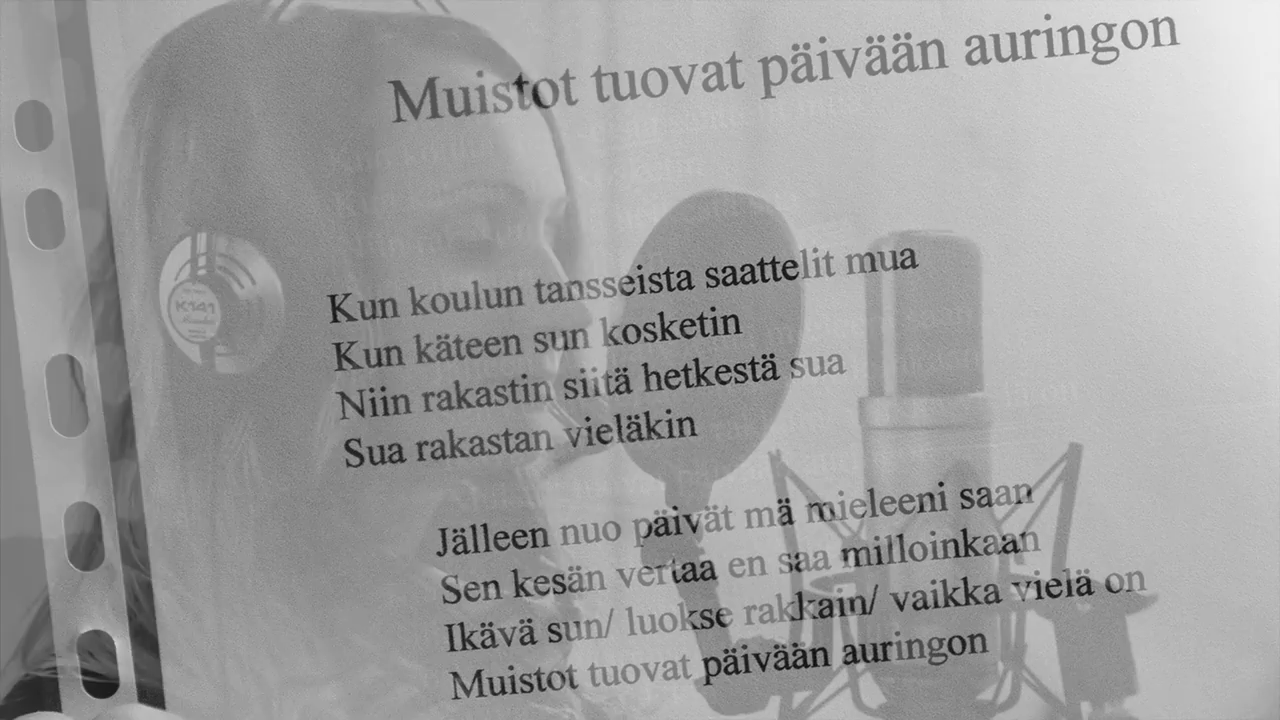 Muistot tuovat päivään auringon
Kun koulun tansseista saattelit mua
Kun käteen sun kosketin
Niin rakastin siitä hetkestä sua
Sua rakastan vieläkin
Jälleen nuo päivät mä mieleeni saan
Sen kesän vertaa en saa milloinkaan
Ikävä sun/ luokse rakkain/ vaikka vielä on
Muistot tuovat päivään auringon
K141